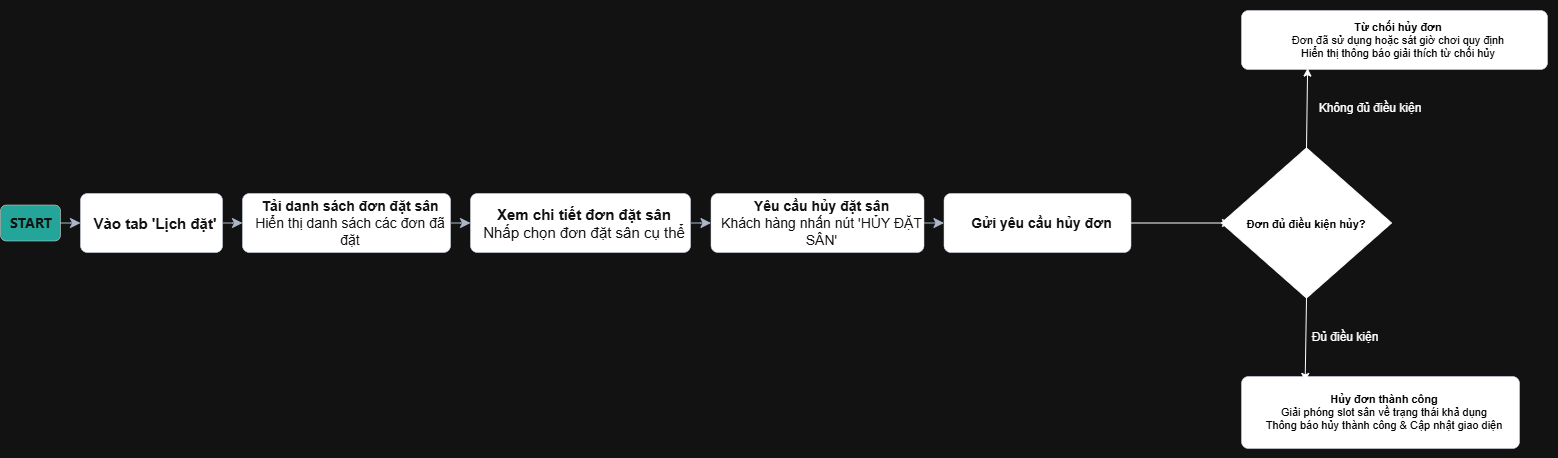 START
Vào tab 'Lịch đặt'
Tải danh sách đơn đặt sân
Hiển thị danh sách các đơn đã
đặt
Xem chi tiết đơn đặt sân
Nhấp chọn đơn đặt sân cụ thể
Yêu cầu hủy đặt sân
Khách hàng nhấn nút 'HỦY ĐẶT
SÂN'
Gửi yêu cầu hủy đơn
Đơn đủ điều kiện hủy?
Không đủ điều kiện
Từ chối hủy đơn
Đơn đã sử dụng hoặc sát giờ chơi quy định
Hiển thị thông báo giải thích từ chối hủy
Đủ điều kiện
Hủy đơn thành công
Giải phóng slot sân về trạng thái khả dụng
Thông báo hủy thành công & Cập nhật giao diện